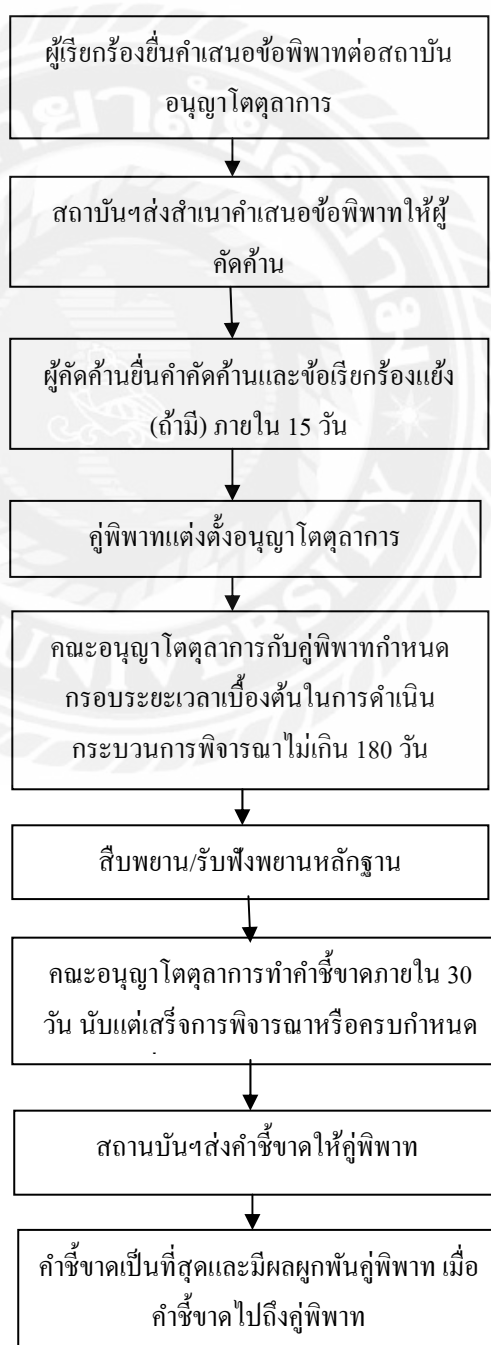 ผู้เรียกร้องยื่นคำเสนอข้อพิพาทต่อสถาบัน
อนุญาโตตุลาการ
สถาบันฯส่งสำเนาคำเสนอข้อพิพาทให้ผู้
คัดค้าน
ผู้คัดค้านยื่นคำคัดค้านและข้อเรียกร้องแย้ง
(ถ้ามี) ภายใน 15 วัน
คู่พิพาทแต่งตั้งอนุญาโตตุลาการ
คณะอนุญาโตตุลาการกับคู่พิพาทกำหนด
กรอบระยะเวลาเบื้องต้นในการดำเนิน
กระบวนการพิจารณาไม่เกิน 180 วัน
สืบพยาน/รับฟังพยานหลักฐาน
คณะอนุญาโตตุลาการทำคำชี้ขาดภายใน 30
วัน นับแต่เสร็จการพิจารณาหรือครบกำหนด
สถานบันฯส่งคำชี้ขาดให้คู่พิพาท
คำชี้ขาดเป็นที่สุดและมีผลผูกพันคู่พิพาท เมื่อ
คำชี้ขาดไปถึงคู่พิพาท
UNIVERSITY